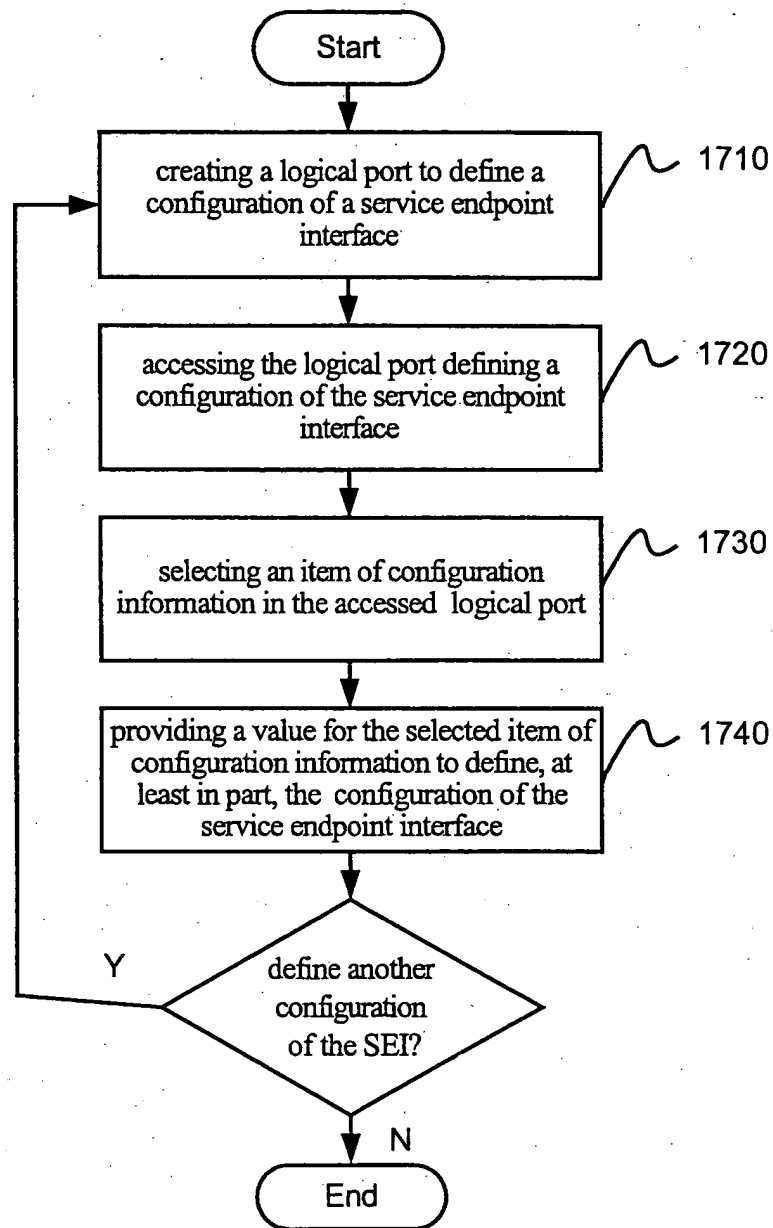 Start
creating a logical port to define a
configuration of a service endpoint
interface
1710
accessing the logical port defining a
configuration of the service endpoint
interface
1720
selecting an item of configuration
information in the accessed logical port
1730
providing a value for the selected item of
configuration information to define, at
least in part, the configuration of the
service endpoint interface
1740
define another
configuration
of the SEI?
Y
N
End